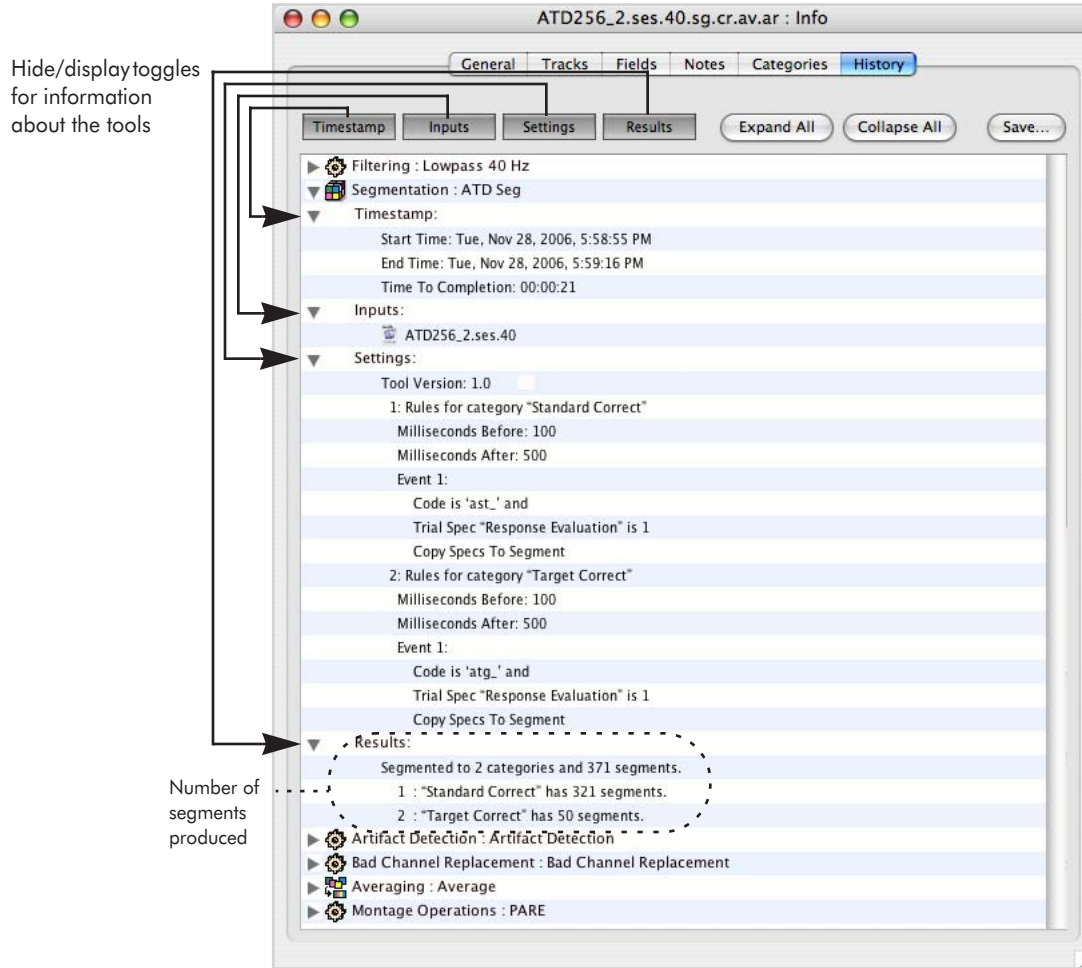 ATD256_2.ses.40.sg.cr.av.ar : Info
General Tracks Fields Notes Categories History
Hide/display toggles
for information
about the tools
Timestamp Inputs Settings Results Expand All Collapse All Save...
Filtering : Lowpass 40 Hz
Segmentation : ATD Seg
Timestamp:
Start Time: Tue, Nov 28, 2006, 5:58:55 PM
End Time: Tue, Nov 28, 2006, 5:59:16 PM
Time To Completion: 00:00:21
Inputs:
ATD256_2.ses.40
Settings:
Tool Version: 1.0
1: Rules for category “Standard Correct”
Milliseconds Before: 100
Milliseconds After: 500
Event 1:
Code is 'ast_' and
Trial Spec “Response Evaluation” is 1
Copy Specs To Segment
2: Rules for category “Target Correct”
Milliseconds Before: 100
Milliseconds After: 500
Event 1:
Code is 'atg_' and
Trial Spec “Response Evaluation” is 1
Copy Specs To Segment
Results:
Segmented to 2 categories and 371 segments.
1 : “Standard Correct” has 321 segments.
2 : “Target Correct” has 50 segments.
Number of
segments
produced
Artifact Detection : Artifact Detection
Bad Channel Replacement : Bad Channel Replacement
Averaging : Average
Montage Operations : PARE